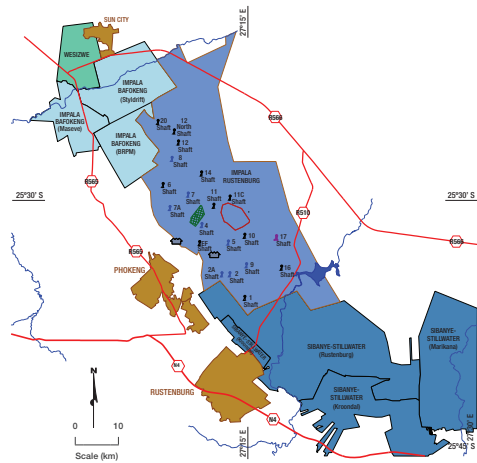 SUN CITY
27°15' E
WESIZWE
IMPALA
BAFOKENG
(Styldrift)
IMPALA
BAFOKENG
(Maseve)
IMPALA
BAFOKENG
(BRPM)
R566
20
Shaft
12
North
Shaft
12
Shaft
8
Shaft
14
Shaft
IMPALA
RUSTENBURG
R565
6
Shaft
7
Shaft
11
Shaft
11C
Shaft
25°30' S
25°30' S
7A
Shaft
4
Shaft
R510
EF
Shaft
5
Shaft
10
Shaft
17
Shaft
R566
R565
PHOKENG
2A
Shaft
2
Shaft
9
Shaft
16
Shaft
1
Shaft
SIBANYE-
STILLWATER
(Rustenburg)
SIBANYE-
STILLWATER
(Marikana)
N4
RUSTENBURG
SIBANYE-
STILLWATER
(Kroondal)
N
N4
0 10
Scale (km)
27°15' E
27°30' E
25°45' S